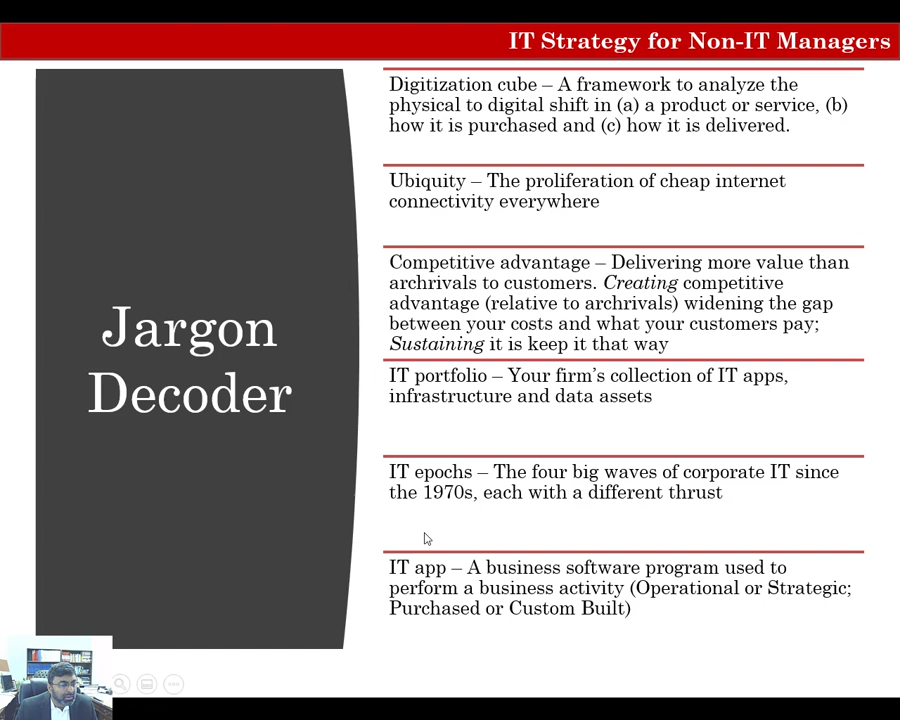 IT Strategy for Non-IT Managers
Jargon
Decoder
Digitization cube – A framework to analyze the
physical to digital shift in (a) a product or service, (b)
how it is purchased and (c) how it is delivered.
Ubiquity – The proliferation of cheap internet
connectivity everywhere
Competitive advantage – Delivering more value than
archrivals to customers. Creating competitive
advantage (relative to archrivals) widening the gap
between your costs and what your customers pay;
Sustaining it is keep it that way
IT portfolio – Your firm’s collection of IT apps,
infrastructure and data assets
IT epochs – The four big waves of corporate IT since
the 1970s, each with a different thrust
IT app – A business software program used to
perform a business activity (Operational or Strategic;
Purchased or Custom Built)